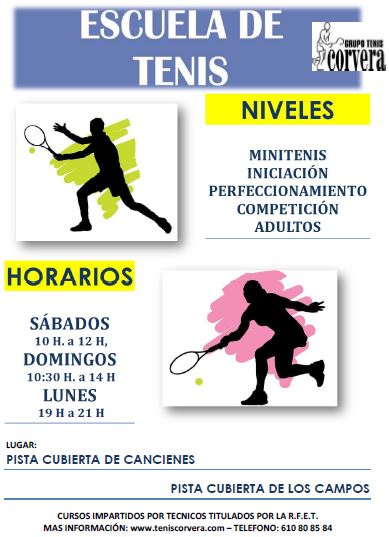 ESCUELA DE
TENIS
GRUPO TENIS
corvera
NIVELES
MINITENIS
INICIACIÓN
PERFECCIONAMIENTO
COMPETICIÓN
ADULTOS
HORARIOS
SÁBADOS
10 H. a 12 H,
DOMINGOS
10:30 H. a 14 H
LUNES
19 H a 21 H
LUGAR:
PISTA CUBIERTA DE CANCIENES
PISTA CUBIERTA DE LOS CAMPOS
CURSOS IMPARTIDOS POR TECNICOS TITULADOS POR LA R.F.E.T.
MAS INFORMACIÓN: www.teniscorvera.com – TELEFONO: 610 80 85 84